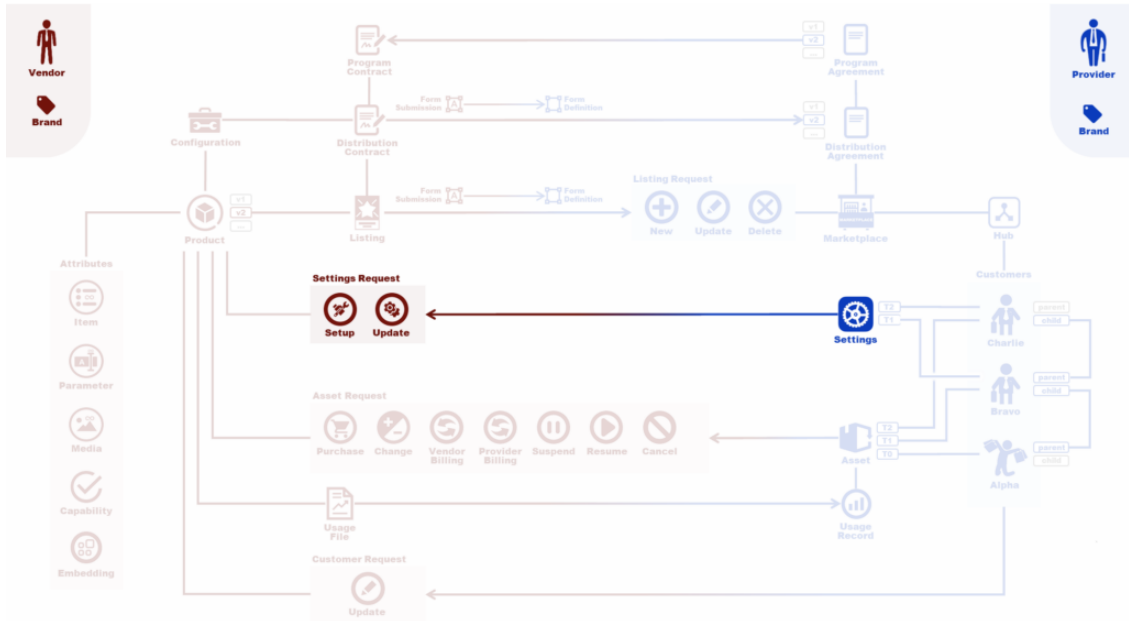 Vendor
Brand
Provider
Brand
Program
Contract
v1
v2
...
Program
Agreement
Configuration
Distribution
Contract
Form
Submission
A
Form
Definition
v1
v2
...
Distribution
Agreement
Product
v1
v2
...
Listing
Form
Submission
A
Form
Definition
Listing Request
New
Update
Delete
Marketplace
Hub
Attributes
Item
Parameter
Media
Capability
Embedding
Settings Request
Setup
Update
Settings
T2
T1
Customers
Charlie
parent
child
Bravo
parent
child
Alpha
parent
child
Asset Request
Purchase
Change
Vendor
Billing
Provider
Billing
Suspend
Resume
Cancel
Asset
T2
T1
T0
Usage
File
Usage
Record
Customer Request
Update